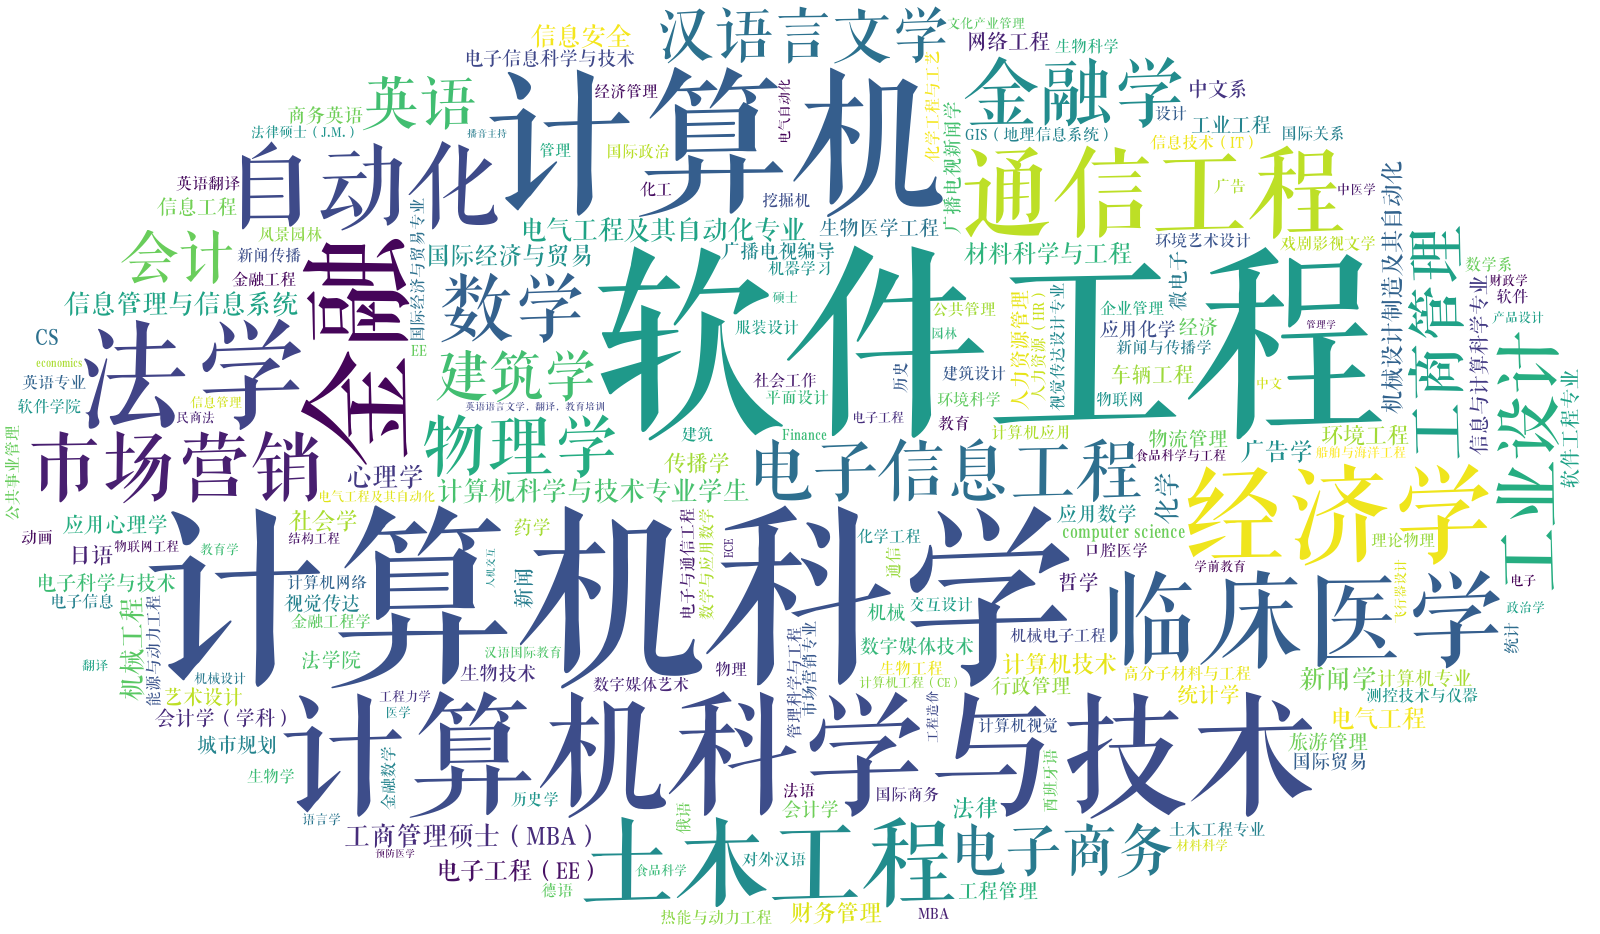 汉语言文学
文化产业管理
信息安全
网络工程
生物科学
电子信息科学与技术
化学工程与工艺
金融学
中文系
计算机
英语
经济管理
电气自动化
商务英语
设计
法律硕士（J.M.）
播音主持
广播电视新闻学
GIS（地理信息系统）
工业工程
国际关系
信息技术（IT）
自动化
管理
国际政治
通信工程
英语翻译
化工
挖掘机
广告
中医学
机械设计制造及其自动化
信息工程
国际经济与贸易专业
电气工程及其自动化专业
生物医学工程
风景园林
会计
新闻传播
金融
国际经济与贸易
广播电视编导
机器学习
材料科学与工程
环境艺术设计
戏剧影视文学
工商管理
金融工程
微电子
数学系
财政学
信息管理与信息系统
数学
硕士
软件工程
公共管理
人力资源管理
人力资源（HR）
视觉传达设计专业
企业管理
信息与计算科学专业
软件
产品设计
法学
CS
服装设计
园林
应用化学
经济
管理学
EE
economics
建筑学
新闻与传播学
工业设计
英语专业
社会工作
历史
建筑设计
车辆工程
中文
软件工程专业
信息管理
平面设计
环境科学
物联网
软件学院
民商法
英语语言文学，翻译，教育培训
电子工程
教育
公共事业管理
市场营销
物理学
建筑
Finance
计算机应用
物流管理
环境工程
广告学
电子信息工程
食品科学与工程
船舶与海洋工程
心理学
传播学
经济学
电气工程及其自动化
计算机科学与技术专业学生
化学
应用心理学
社会学
药学
电子与通信工程
数学与应用数学
计算机科学
应用数学
动画
结构工程
化学工程
computer science
理论物理
日语
物联网工程
教育学
人机交互
ECE
口腔医学
通信
学前教育
电子科学与技术
计算机网络
新闻
哲学
临床医学
电子
电子信息
视觉传达
机械
交互设计
政治学
机械工程
能源与动力工程
金融工程学
机械电子工程
统计
管理科学与工程
市场营销专业
数字媒体技术
法学院
汉语国际教育
翻译
生物技术
物理
生物工程
计算机技术
高分子材料与工程
新闻学
计算机专业
机械设计
数字媒体艺术
计算机工程（CE）
行政管理
统计学
测控技术与仪器
艺术设计
工程力学
会计学（学科）
医学
计算机科学与技术
工程造价
计算机视觉
电气工程
城市规划
旅游管理
国际贸易
生物学
金融数学
西班牙语
历史学
法语
国际商务
语言学
俄语
会计学
法律
工商管理硕士（MBA）
土木工程
电子商务
土木工程专业
材料科学
预防医学
电子工程（EE）
食品科学
对外汉语
德语
工程管理
热能与动力工程
财务管理
MBA